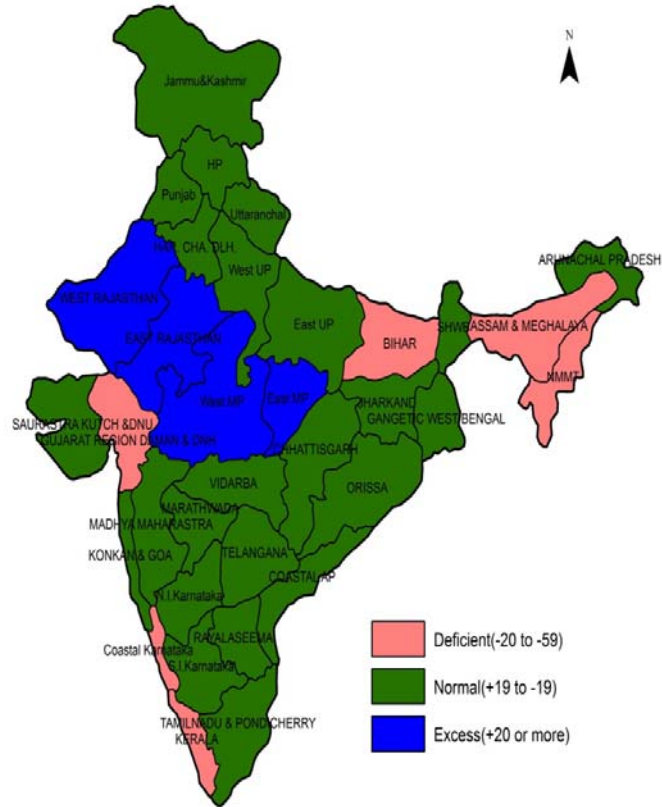 N
Jammu&Kashmir
HP
Punjab
Uttaranchal
HAR. CHA. DLH.
West UP
ARUNACHAL PRADESH
WEST RAJASTHAN
EAST RAJASTHAN
East UP
BIHAR
SHWB
ASSAM & MEGHALAYA
NMMT
West MP
East MP
JHARKAND
GANGETIC WEST BENGAL
SAURASTRA KUTCH &DNU
GUJARAT REGION DAMAN & DNH
CHHATTISGARH
VIDARBA
ORISSA
MARATHWADA
MADHYA MAHARASTRA
KONKAN & GOA
TELANGANA
COASTAL AP
N.I.Karnataka
RAYALASEEMA
Coastal Karnataka
S.I.Karnataka
TAMILNADU & POND CHERRY
KERALA
Deficient(-20 to -59)
Normal(+19 to -19)
Excess(+20 or more)